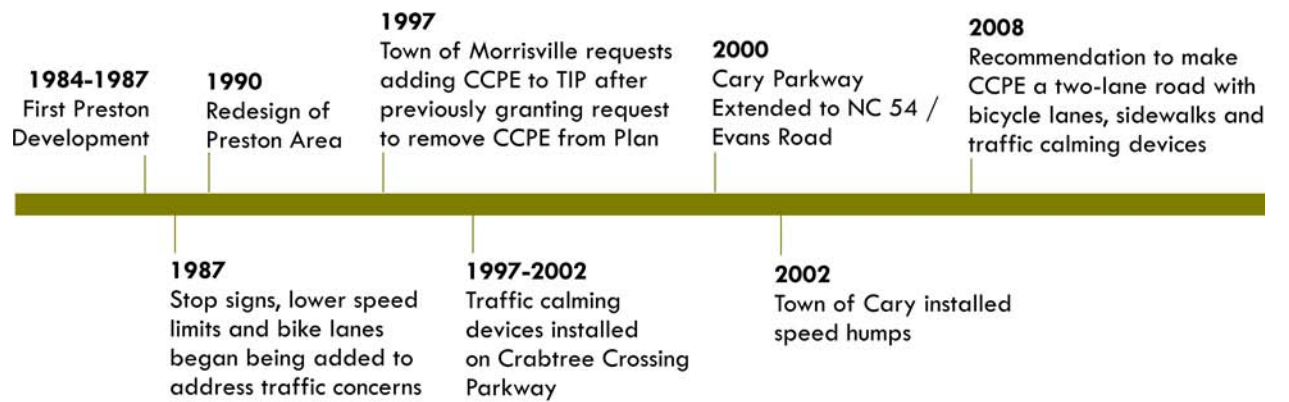 1984-1987
First Preston
Development
1990
Redesign of
Preston Area
1997
Town of Morrisville requests
adding CCPE to TIP after
previously granting request
to remove CCPE from Plan
2000
Cary Parkway
Extended to NC 54 /
Evans Road
2008
Recommendation to make
CCPE a two-lane road with
bicycle lanes, sidewalks and
traffic calming devices
1987
Stop signs, lower speed
limits and bike lanes
began being added to
address traffic concerns
1997-2002
Traffic calming
devices installed
on Crabtree Crossing
Parkway
2002
Town of Cary installed
speed humps